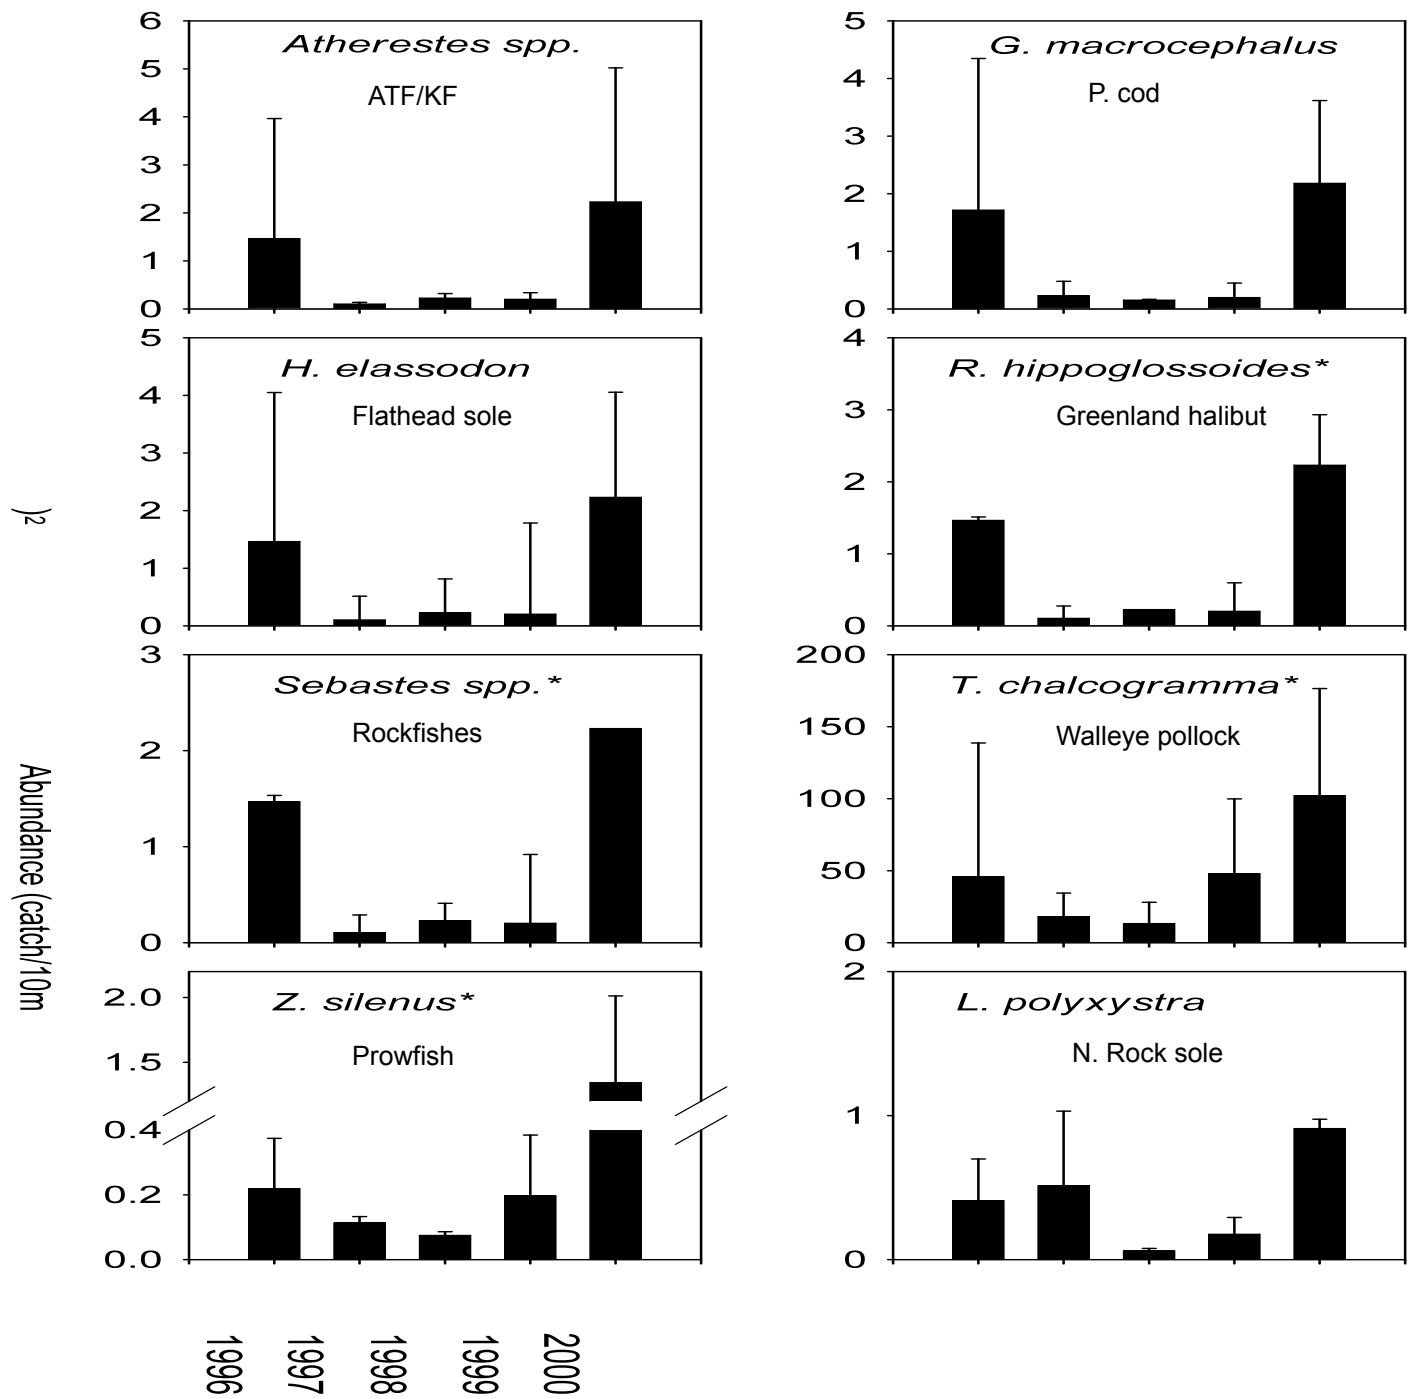 6
5
4
3
2
1
0
Atherestes spp.
ATF/KF
5
4
3
2
1
0
G. macrocephalus
P. cod
5
4
3
2
1
0
H. elassodon
Flathead sole
4
3
2
1
0
R. hippoglossoides*
Greenland halibut
3
2
1
0
Sebastes spp.*
Rockfishes
200
150
100
50
0
T. chalcogramma*
Walleye pollock
2.0
1.5
0.4
0.2
0.0
Z. silenus*
Prowfish
2
1
0
L. polyxystra
N. Rock sole
)2
Abundance (catch/10m
1996
1997
1998
1999
2000